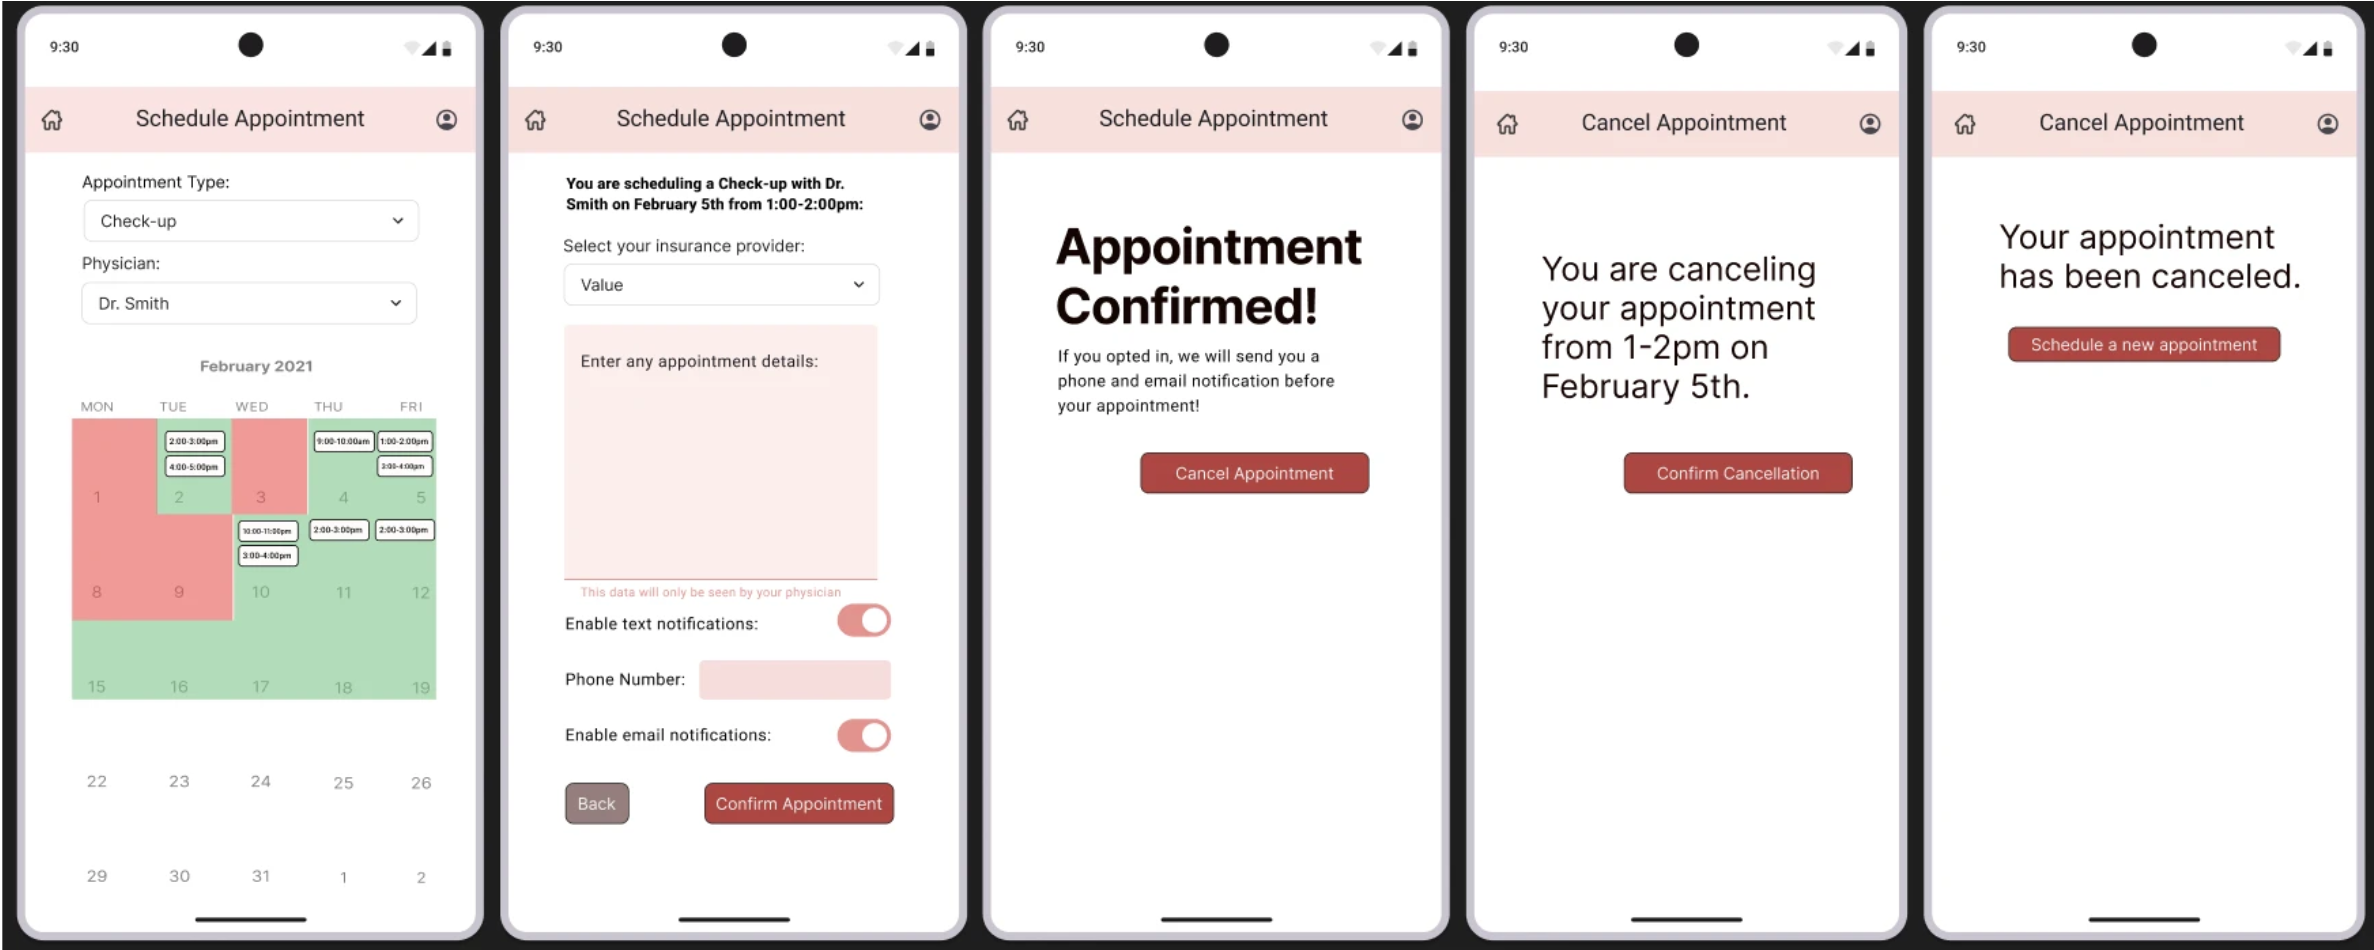 9:30
Schedule Appointment
Appointment Type:
Check-up
Physician:
Dr. Smith
February 2021
MON TUE WED THU FRI
2:00-3:00pm 9:00-10:00am 1:00-2:00pm
4:00-5:00pm 3:00-4:00pm
1 2 3 4 5
10:00-11:00pm 2:00-3:00pm 2:00-3:00pm
3:00-4:00pm
8 9 10 11 12
15 16 17 18 19
22 23 24 25 26
29 30 31 1 2
9:30
Schedule Appointment
You are scheduling a Check-up with Dr.
Smith on February 5th from 1:00-2:00pm:
Select your insurance provider:
Value
Enter any appointment details:
This data will only be seen by your physician
Enable text notifications:
Phone Number:
Enable email notifications:
Back Confirm Appointment
9:30
Schedule Appointment
Appointment
Confirmed!
If you opted in, we will send you a
phone and email notification before
your appointment!
Cancel Appointment
9:30
Cancel Appointment
You are canceling
your appointment
from 1-2pm on
February 5th.
Confirm Cancellation
9:30
Cancel Appointment
Your appointment
has been canceled.
Schedule a new appointment